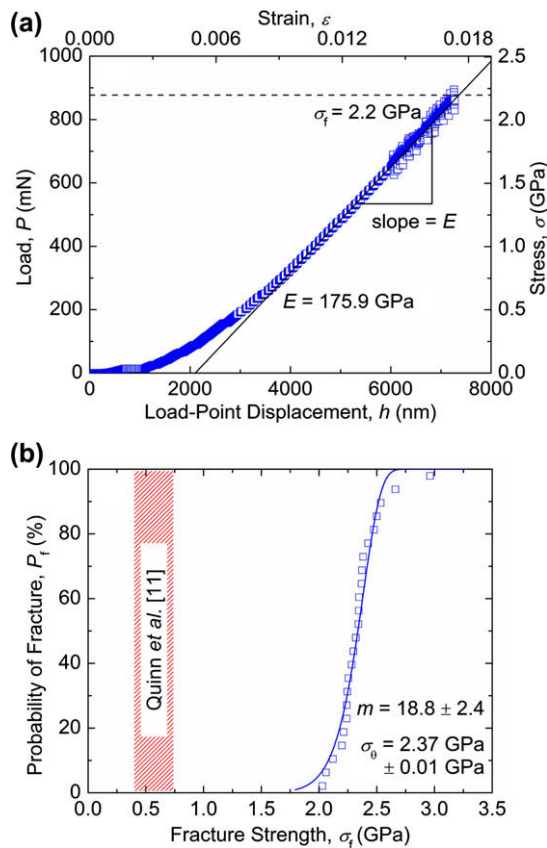 (a)
Strain, ε
0.000 0.006 0.012 0.018
1000
800
600
400
200
0
Load, P (mN)
2.5
2.0
1.5
1.0
0.5
0.0
Stress, σ (GPa)
σf = 2.2 GPa
slope = E
E = 175.9 GPa
0 2000 4000 6000 8000
Load-Point Displacement, h (nm)
(b)
100
80
60
40
20
0
Probability of Fracture, Pf (%)
Quinn et al. [11]
m = 18.8 ± 2.4
σθ = 2.37 GPa
± 0.01 GPa
0.0 0.5 1.0 1.5 2.0 2.5 3.0 3.5
Fracture Strength, σf (GPa)